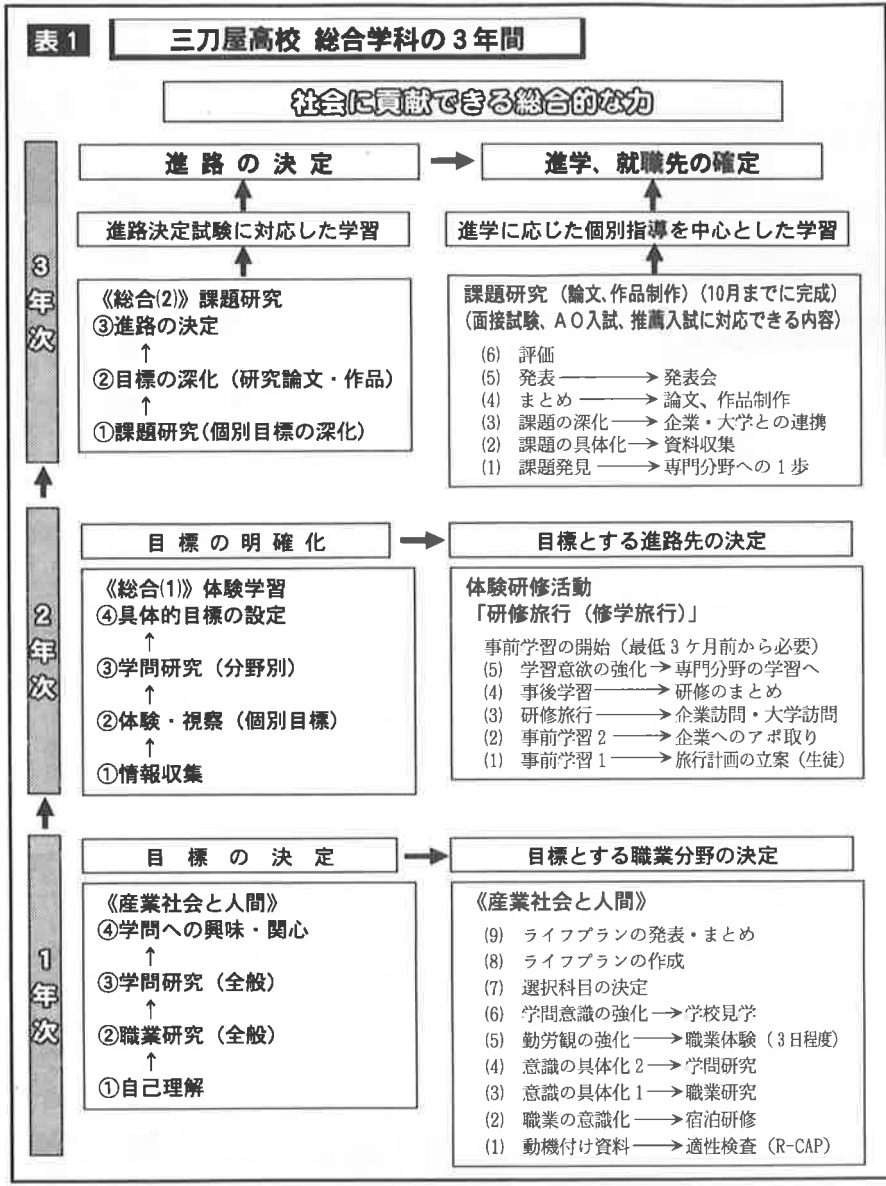 表1 三刀屋高校 総合学科の3年間
社会に貢献できる総合的な力
3年次
進路の決定 → 進学、就職先の確定
進路決定試験に対応した学習
進学に応じた個別指導を中心とした学習
《総合(2)》課題研究
③進路の決定
↑
②目標の深化（研究論文・作品）
↑
①課題研究(個別目標の深化)
課題研究（論文、作品制作）(10月までに完成)
(面接試験、AO入試、推薦入試に対応できる内容)
(6) 評価
(5) 発表→発表会
(4) まとめ→論文、作品制作
(3) 課題の深化→企業・大学との連携
(2) 課題の具体化→資料収集
(1) 課題発見→専門分野への1歩
2年次
目標の明確化 → 目標とする進路先の決定
《総合(1)》体験学習
④具体的目標の設定
↑
③学問研究（分野別）
↑
②体験・視察（個別目標）
↑
①情報収集
体験研修活動
「研修旅行（修学旅行）」
事前学習の開始（最低3ケ月前から必要）
(5) 学習意欲の強化→専門分野の学習へ
(4) 事後学習→研修のまとめ
(3) 研修旅行→企業訪問・大学訪問
(2) 事前学習2→企業へのアポ取り
(1) 事前学習1→旅行計画の立案（生徒）
1年次
目標の決定 → 目標とする職業分野の決定
《産業社会と人間》
④学問への興味・関心
↑
③学問研究（全般）
↑
②職業研究（全般）
↑
①自己理解
《産業社会と人間》
(9) ライフプランの発表・まとめ
(8) ライフプランの作成
(7) 選択科目の決定
(6) 学問意識の強化→学校見学
(5) 勤労観の強化→職業体験（3日程度）
(4) 意識の具体化2→学問研究
(3) 意識の具体化1→職業研究
(2) 職業の意識化→宿泊研修
(1) 動機付け資料→適性検査（R-CAP）